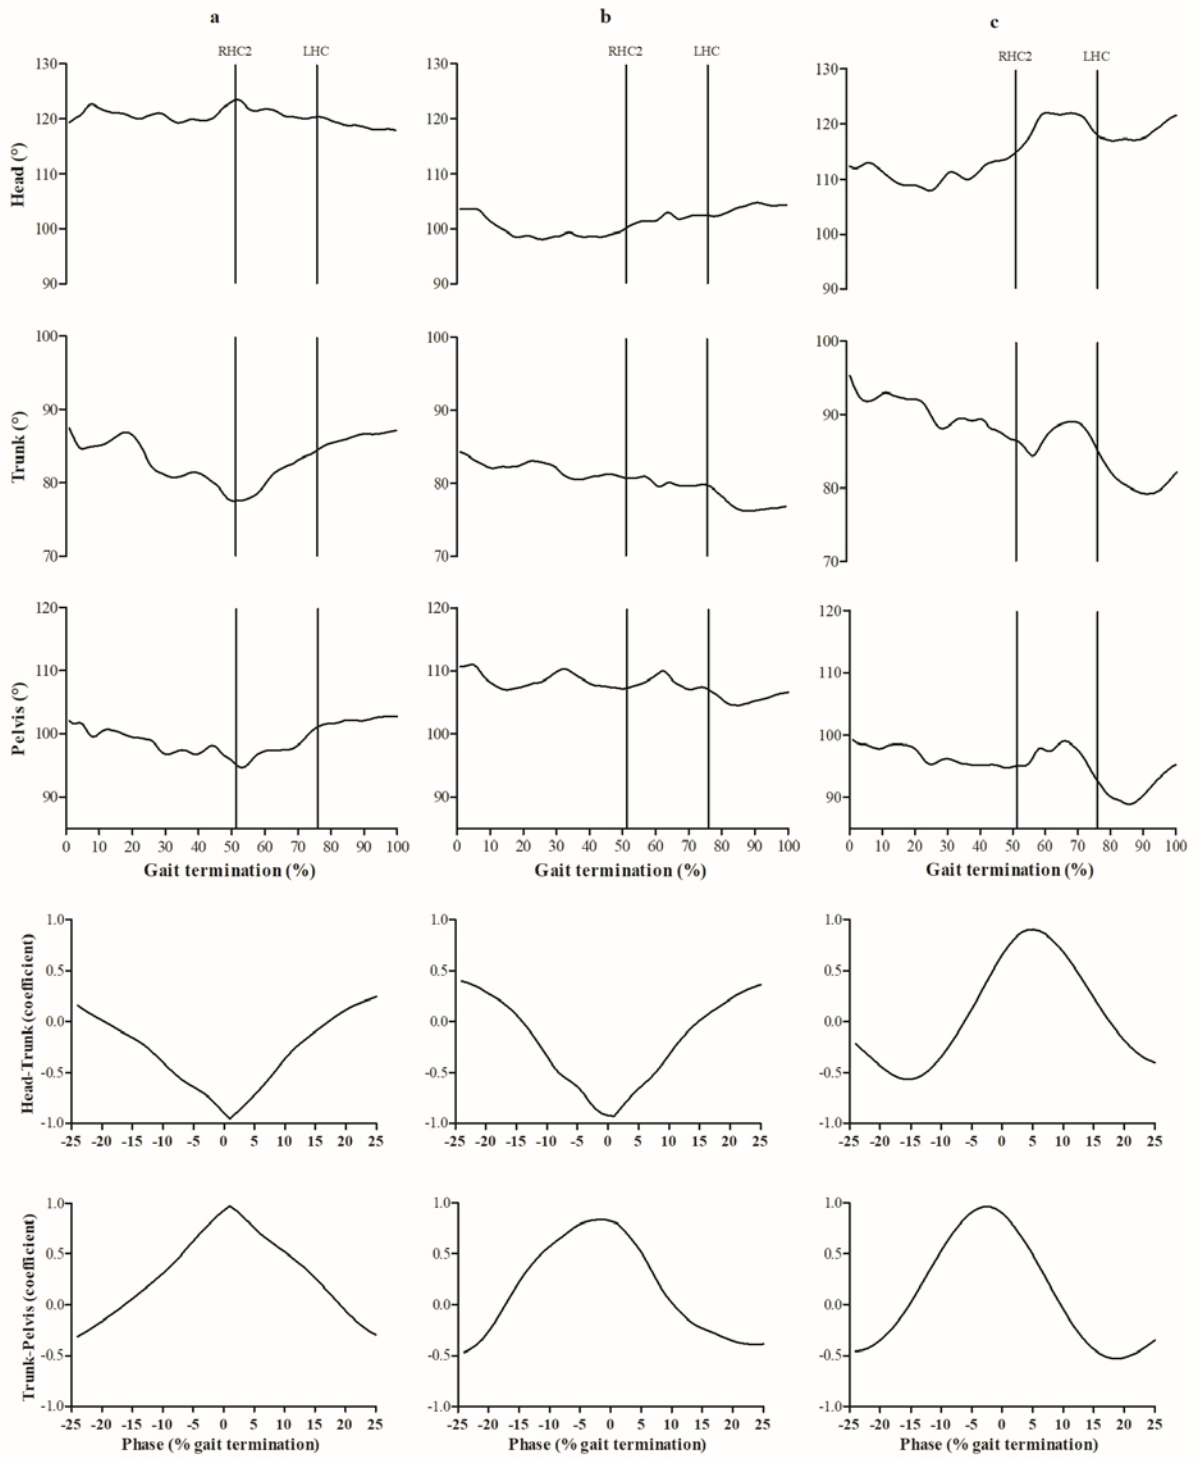 a b c
RHC2 LHC RHC2 LHC RHC2 LHC
Head (°)
130 120 110 100 90
130 120 110 100 90
130 120 110 100 90
Trunk (°)
100 90 80 70
100 90 80 70
100 90 80 70
Pelvis (°)
120 110 100 90
120 110 100 90
120 110 100 90
0 10 20 30 40 50 60 70 80 90 100
0 10 20 30 40 50 60 70 80 90 100
0 10 20 30 40 50 60 70 80 90 100
Gait termination (%) Gait termination (%) Gait termination (%)
Head-Trunk (coefficient)
1.0 0.5 0.0 -0.5 -1.0
1.0 0.5 0.0 -0.5 -1.0
1.0 0.5 0.0 -0.5 -1.0
-25 -20 -15 -10 -5 0 5 10 15 20 25
-25 -20 -15 -10 -5 0 5 10 15 20 25
-25 -20 -15 -10 -5 0 5 10 15 20 25
Trunk-Pelvis (coefficient)
1.0 0.5 0.0 -0.5 -1.0
1.0 0.5 0.0 -0.5 -1.0
1.0 0.5 0.0 -0.5 -1.0
-25 -20 -15 -10 -5 0 5 10 15 20 25
-25 -20 -15 -10 -5 0 5 10 15 20 25
-25 -20 -15 -10 -5 0 5 10 15 20 25
Phase (% gait termination) Phase (% gait termination) Phase (% gait termination)